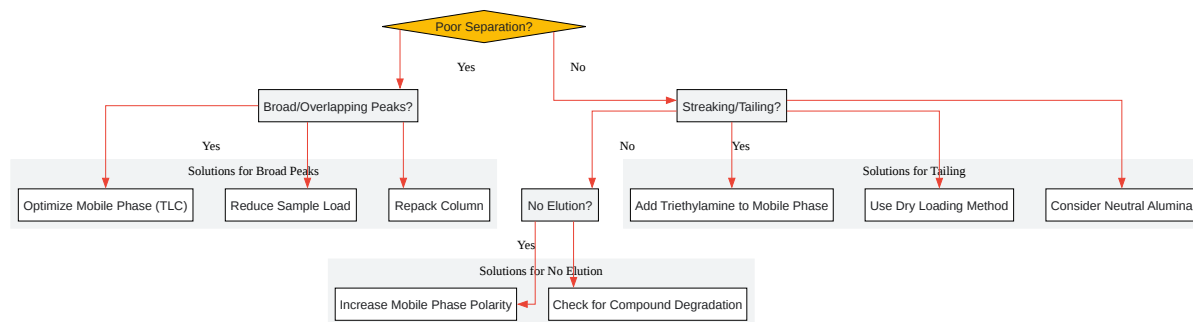 Poor Separation?
Yes
No
Broad/Overlapping Peaks?
Streaking/Tailing?
Yes
No
Yes
Solutions for Broad Peaks
Solutions for Tailing
Optimize Mobile Phase (TLC)
Reduce Sample Load
Repack Column
No Elution?
Add Triethylamine to Mobile Phase
Use Dry Loading Method
Consider Neutral Alumina
Yes
Solutions for No Elution
Increase Mobile Phase Polarity
Check for Compound Degradation